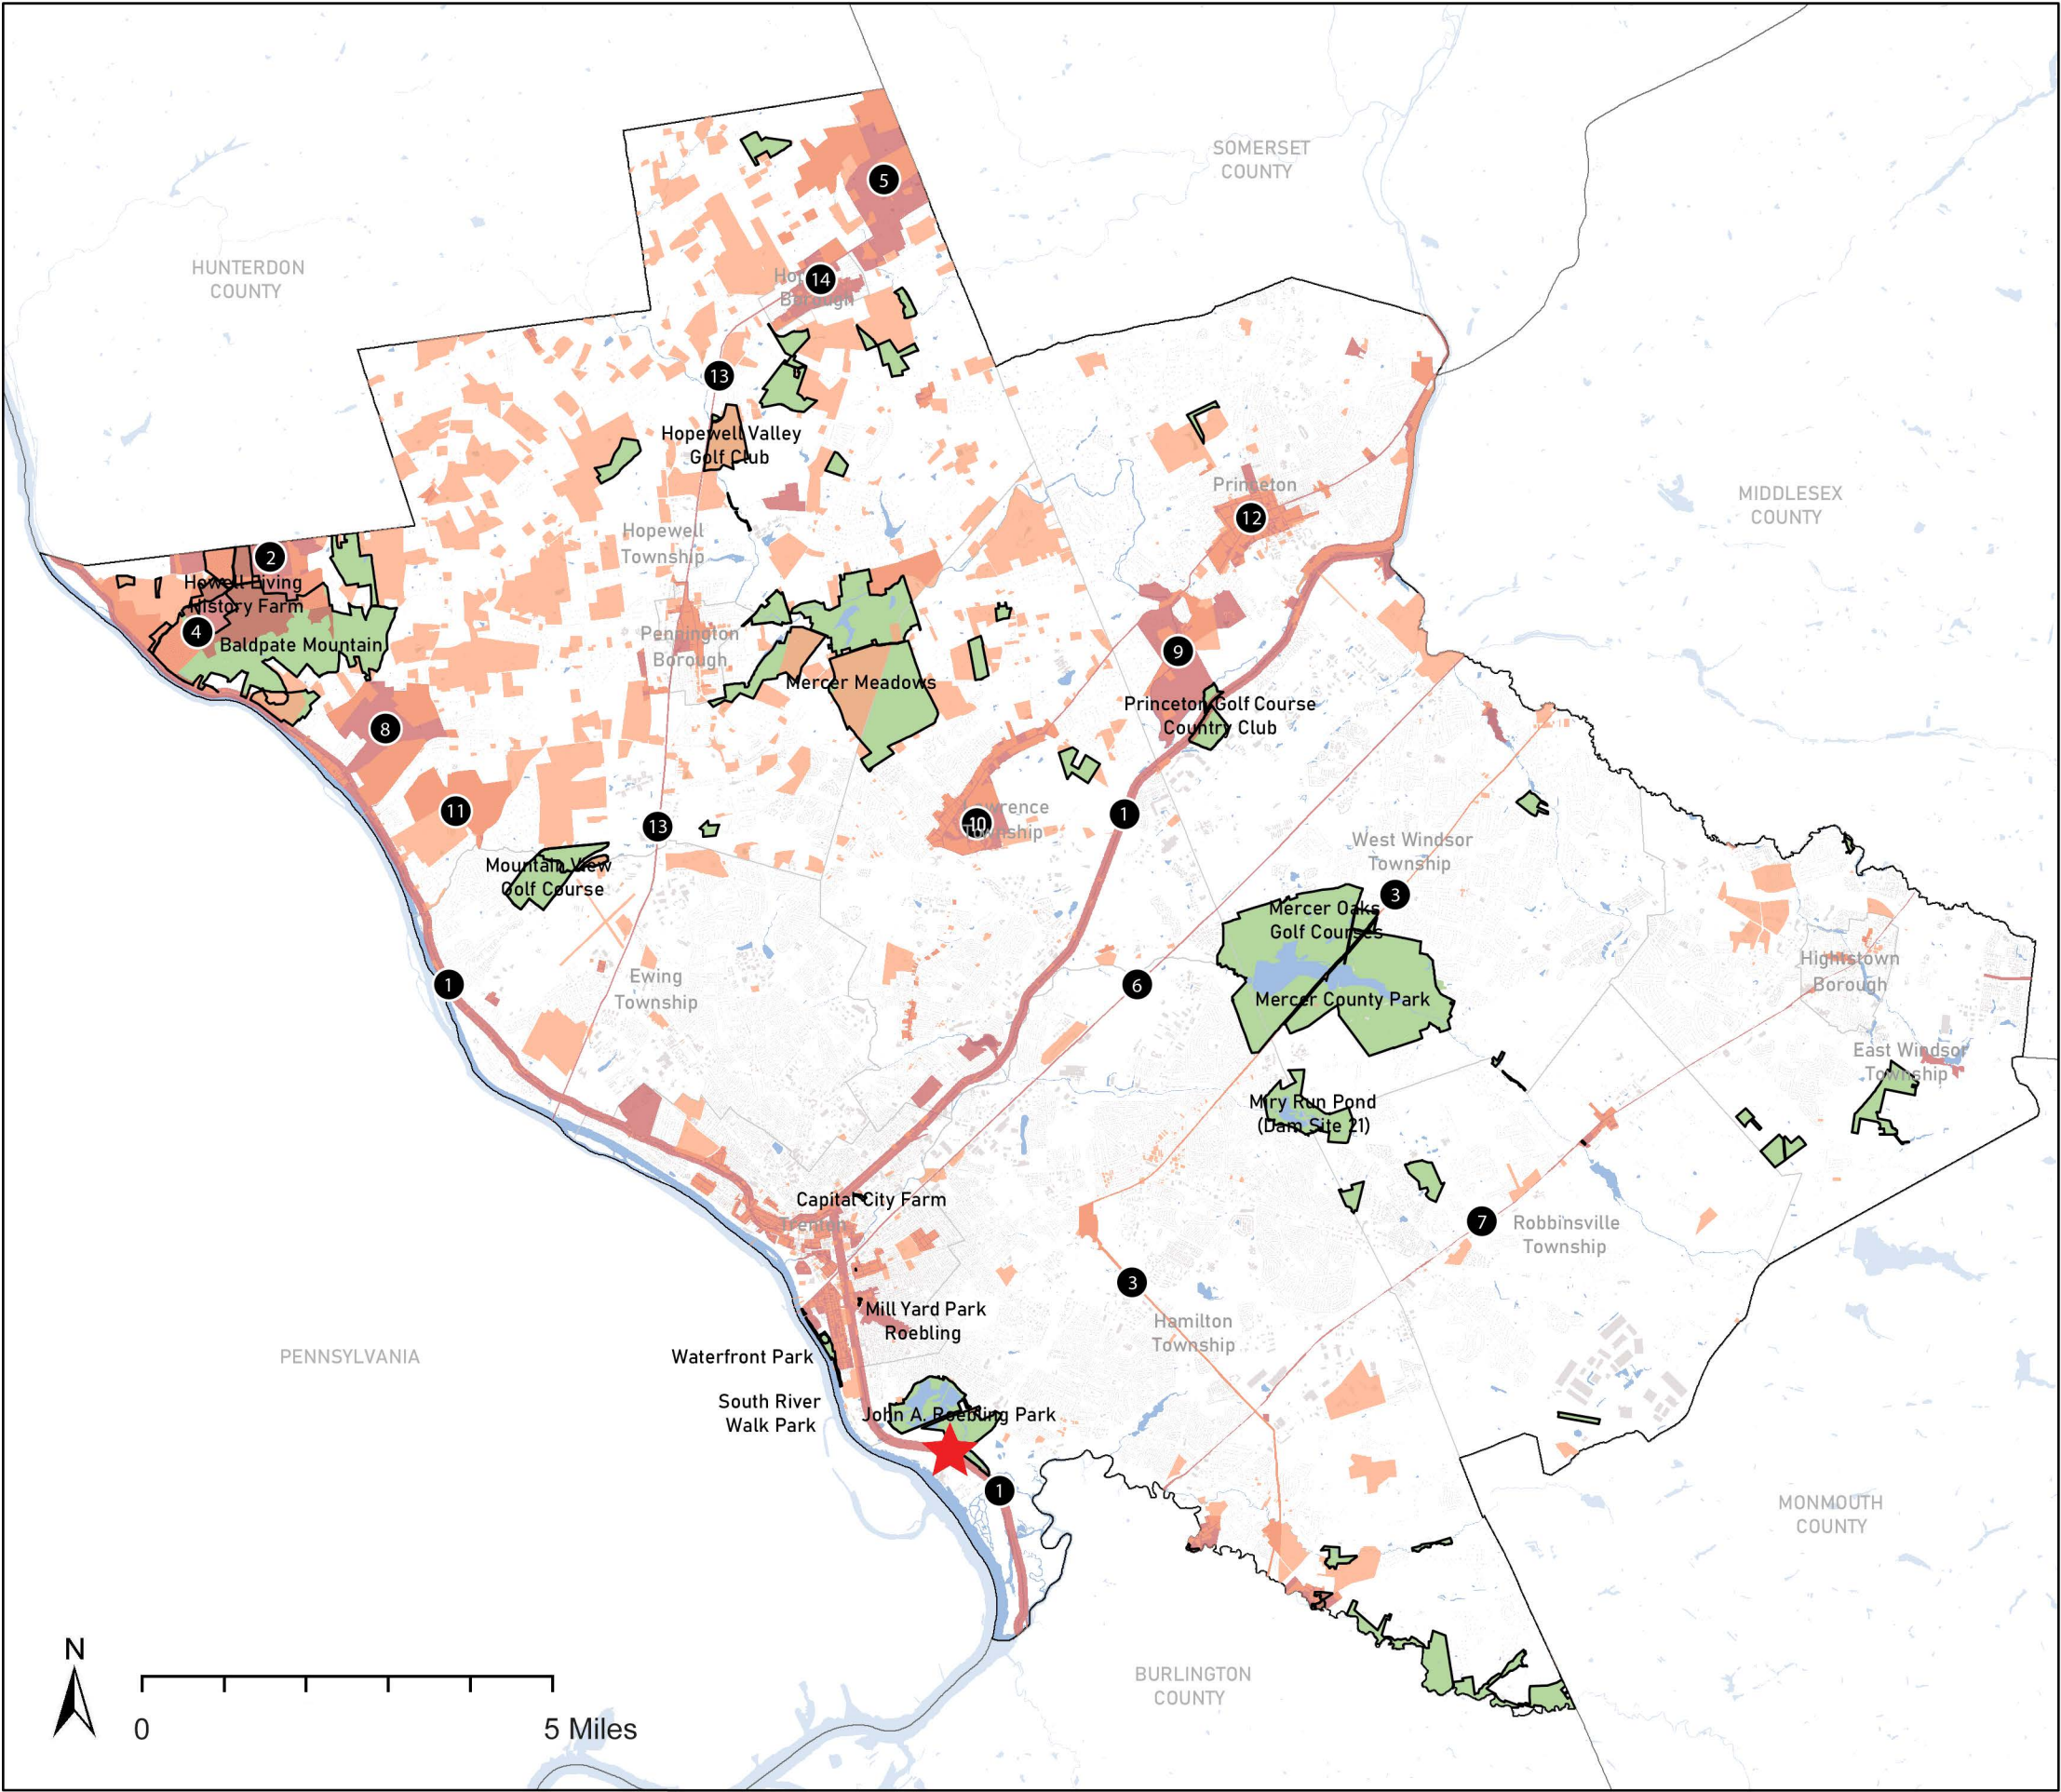 SOMERSET
COUNTY
5
HUNTERDON
COUNTY
14
Borough
13
Hopewell Valley
Golf Club
Princeton
MIDDLESEX
COUNTY
12
Hopewell
Township
2
Howell Living
History Farm
4
Baldpate Mountain
Pennington
Borough
9
Mercer Meadows
Princeton Golf Course
Country Club
8
11
13
10
Lawrence
Township
1
West Windsor
Township
Mountain View
Golf Course
3
Mercer Oaks
Golf Courses
Hightstown
Borough
Ewing
Township
1
6
Mercer County Park
East Windsor
Township
Miry Run Pond
(Dam Site 21)
Capital City Farm
Trenton
7
Robbinsville
Township
3
Mill Yard Park
Roebling
Hamilton
Township
PENNSYLVANIA
Waterfront Park
South River
Walk Park
John A. Roebling Park
1
MONMOUTH
COUNTY
BURLINGTON
COUNTY
N
0
5 Miles